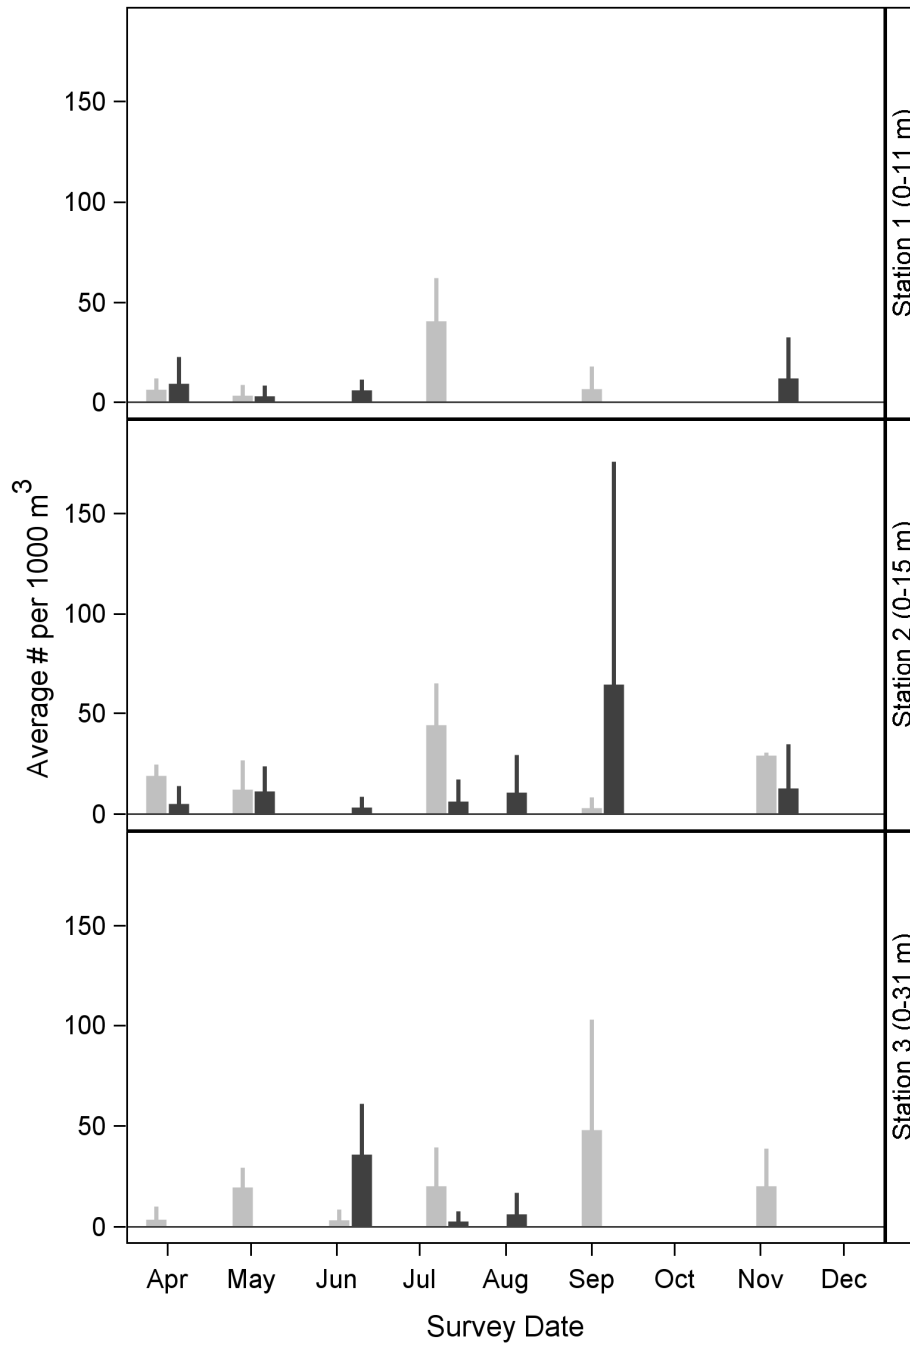 150
100
50
0
Station 1 (0-11 m)
Average # per 1000 m³
150
100
50
0
Station 2 (0-15 m)
150
100
50
0
Station 3 (0-31 m)
Apr May Jun Jul Aug Sep Oct Nov Dec
Survey Date